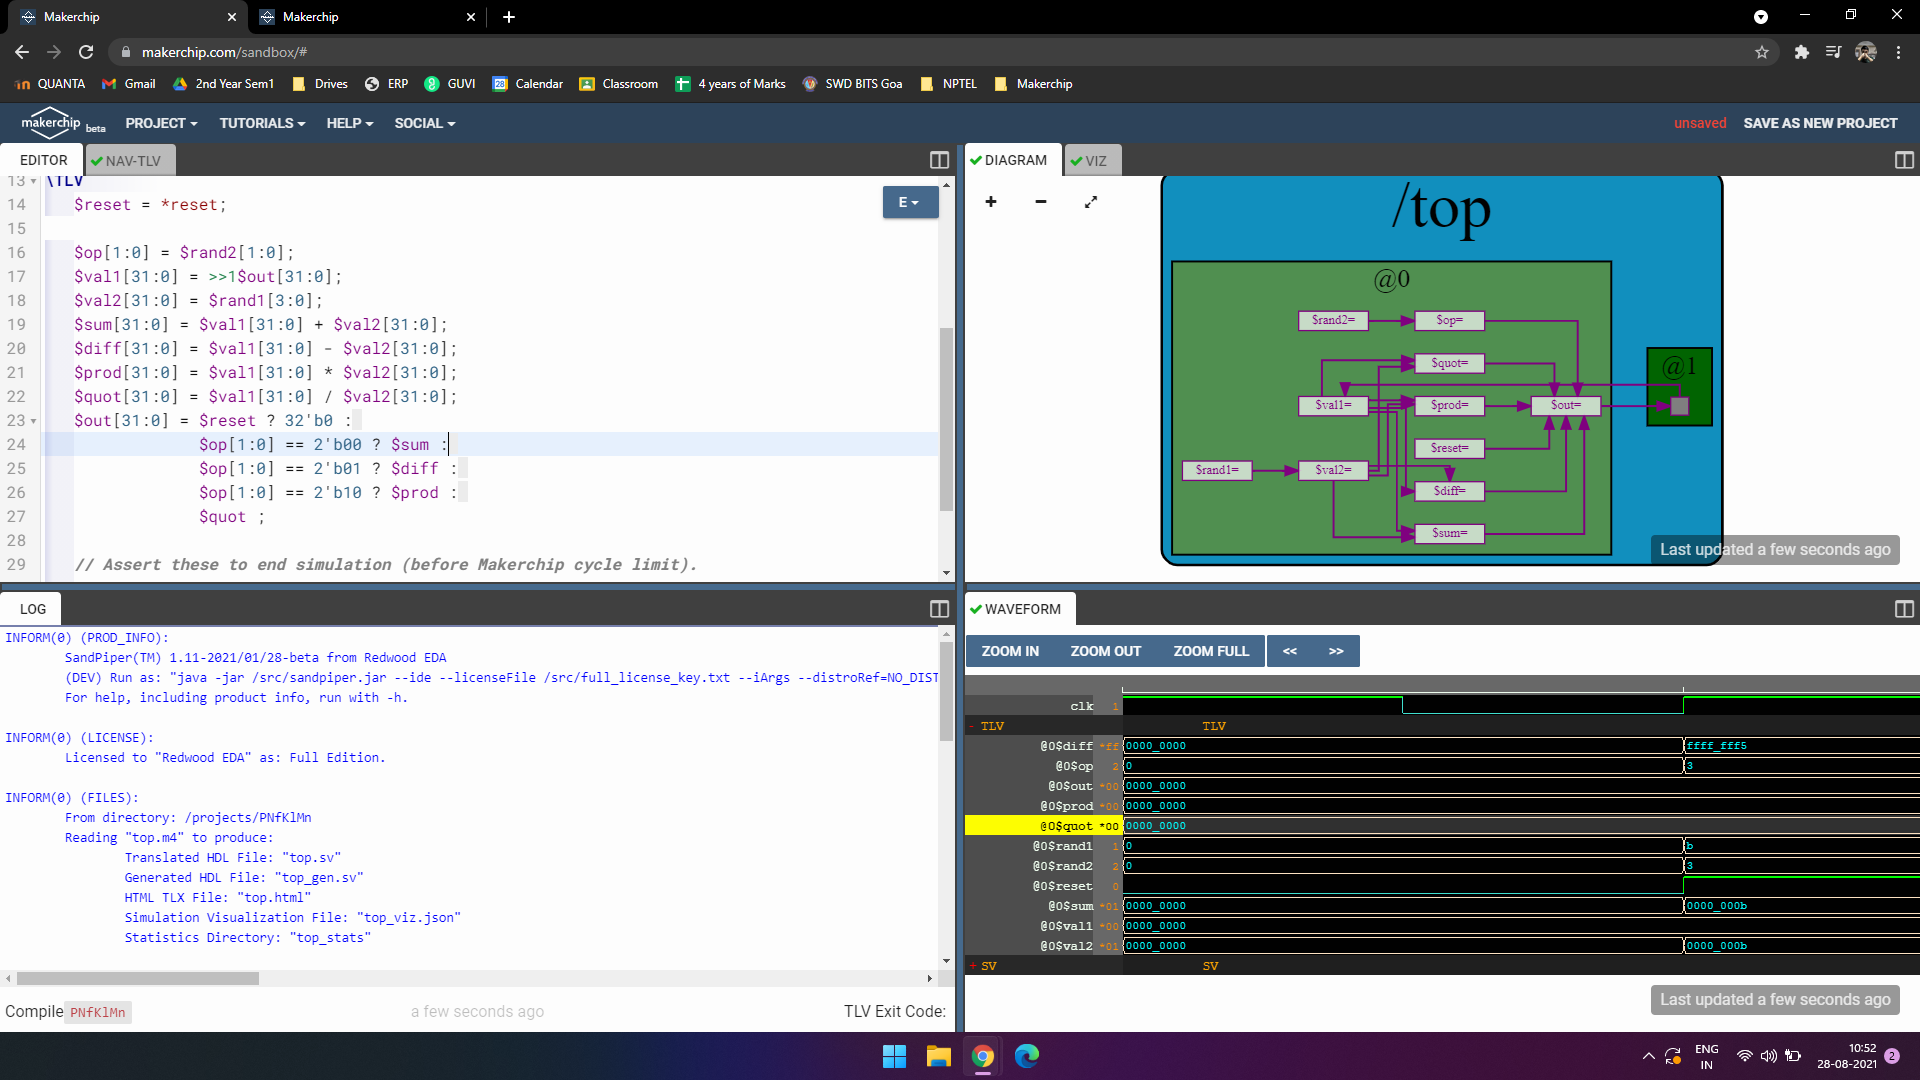 Makerchip
Makerchip
makerchip.com/sandbox/#
QUANTA
Gmail
2nd Year Sem1
Drives
ERP
GUVI
Calendar
Classroom
4 years of Marks
SWD BITS Goa
NPTEL
Makerchip
makerchip beta
PROJECT
TUTORIALS
HELP
SOCIAL
unsaved
SAVE AS NEW PROJECT
EDITOR
NAV-TLV
E
13 \TLV
14 $reset = *reset;
15
16 $op[1:0] = $rand2[1:0];
17 $val1[31:0] = >>1$out[31:0];
18 $val2[31:0] = $rand1[3:0];
19 $sum[31:0] = $val1[31:0] + $val2[31:0];
20 $diff[31:0] = $val1[31:0] - $val2[31:0];
21 $prod[31:0] = $val1[31:0] * $val2[31:0];
22 $quot[31:0] = $val1[31:0] / $val2[31:0];
23 $out[31:0] = $reset ? 32'b0 :
24 $op[1:0] == 2'b00 ? $sum :
25 $op[1:0] == 2'b01 ? $diff :
26 $op[1:0] == 2'b10 ? $prod :
27 $quot ;
28
29 // Assert these to end simulation (before Makerchip cycle limit).
DIAGRAM
VIZ
/top
@0
$rand2=
$op=
$quot=
@1
$val1=
$prod=
$out=
$reset=
$rand1=
$val2=
$diff=
$sum=
Last updated a few seconds ago
LOG
INFORM(0) (PROD_INFO):
SandPiper(TM) 1.11-2021/01/28-beta from Redwood EDA
(DEV) Run as: "java -jar /src/sandpiper.jar --ide --licenseFile /src/full_license_key.txt --iArgs --distroRef=NO_DIST
For help, including product info, run with -h.
INFORM(0) (LICENSE):
Licensed to "Redwood EDA" as: Full Edition.
INFORM(0) (FILES):
From directory: /projects/PNfKlMn
Reading "top.m4" to produce:
Translated HDL File: "top.sv"
Generated HDL File: "top_gen.sv"
HTML TLX File: "top.html"
Simulation Visualization File: "top_viz.json"
Statistics Directory: "top_stats"
Compile PNfKlMn
a few seconds ago
TLV Exit Code:
WAVEFORM
ZOOM IN
ZOOM OUT
ZOOM FULL
<<
>>
clk 1
- TLV TLV
@0$diff *ff 0000_0000 ffff_fff5
@0$op 2 0 3
@0$out *00 0000_0000
@0$prod *00 0000_0000
@0$quot *00 0000_0000
@0$rand1 1 0 b
@0$rand2 2 0 3
@0$reset 0
@0$sum *01 0000_0000 0000_000b
@0$val1 *00 0000_0000
@0$val2 *01 0000_0000 0000_000b
+ SV SV
Last updated a few seconds ago
ENG
IN
10:52
28-08-2021
2